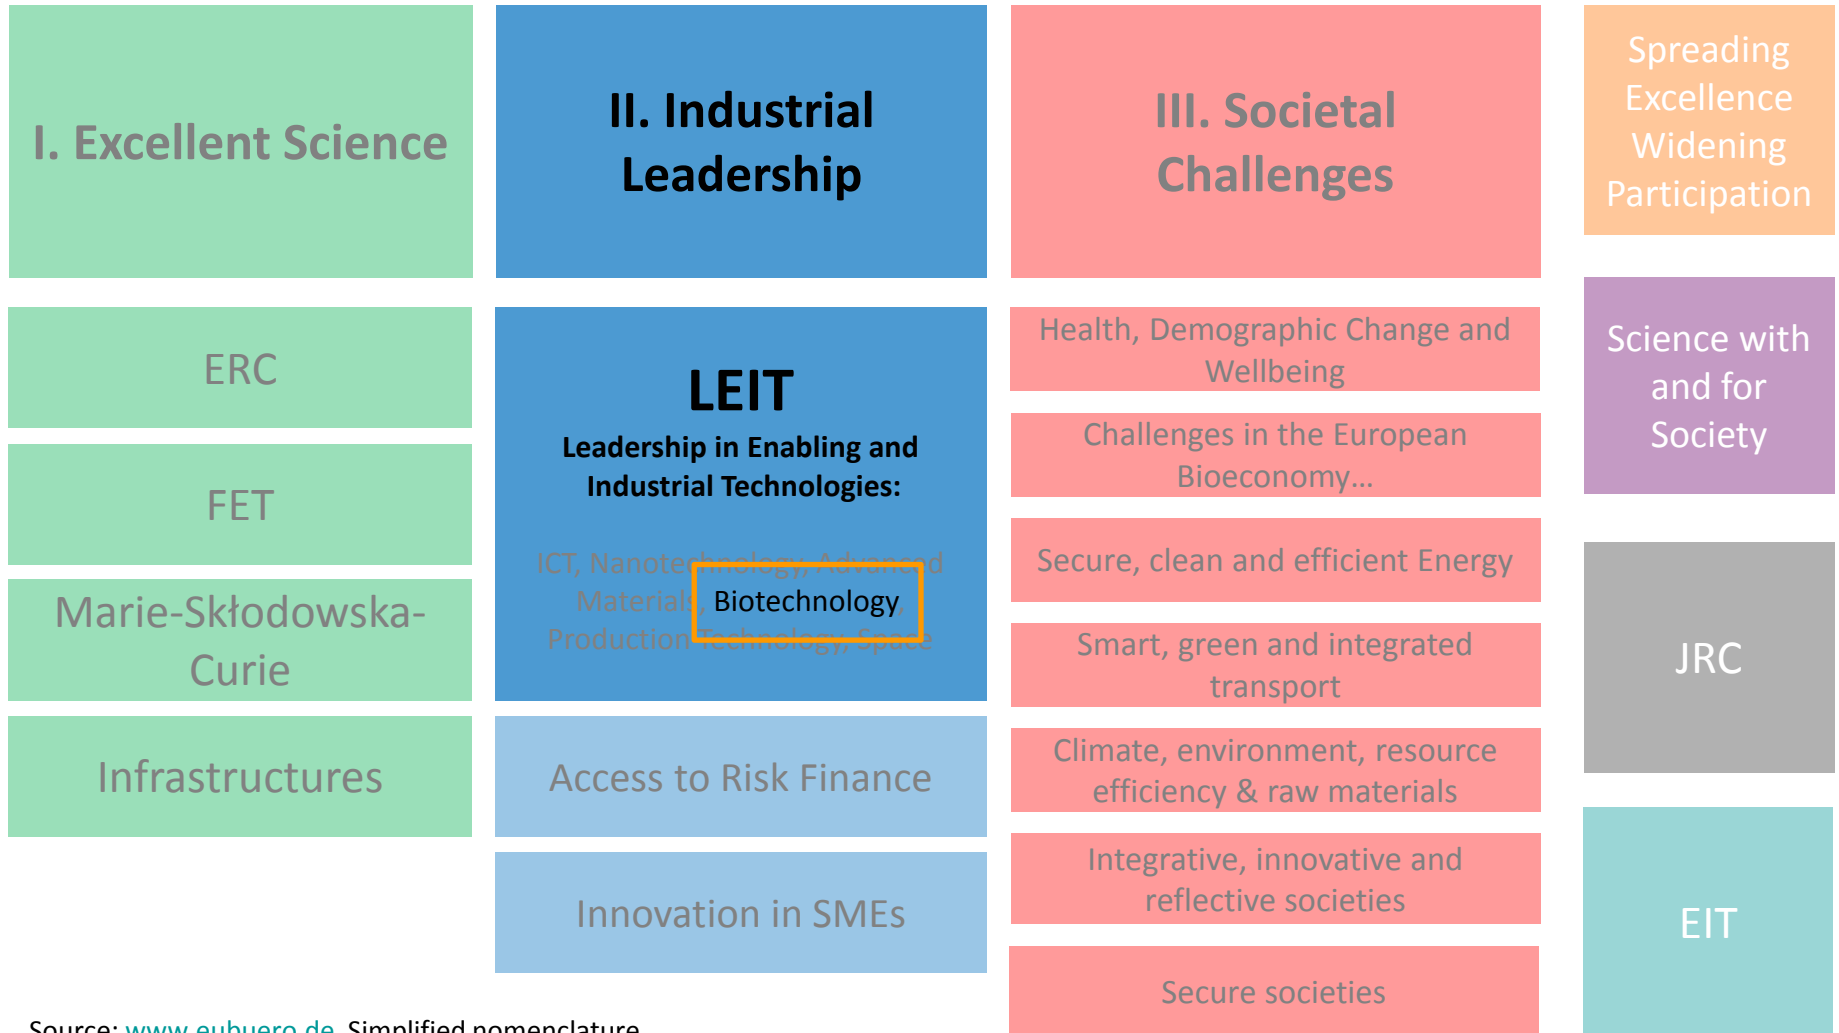 I. Excellent Science
II. Industrial
Leadership
III. Societal
Challenges
Spreading
Excellence
Widening
Participation
ERC
FET
Marie-Skłodowska-
Curie
Infrastructures
LEIT
Leadership in Enabling and
Industrial Technologies:
ICT, Nanotechnology, Advanced
Materials, Biotechnology,
Production Technology, Space
Access to Risk Finance
Innovation in SMEs
Health, Demographic Change and
Wellbeing
Challenges in the European
Bioeconomy...
Secure, clean and efficient Energy
Smart, green and integrated
transport
Climate, environment, resource
efficiency & raw materials
Integrative, innovative and
reflective societies
Secure societies
Science with
and for
Society
JRC
EIT
Source: www.eubuero.de, Simplified nomenclature